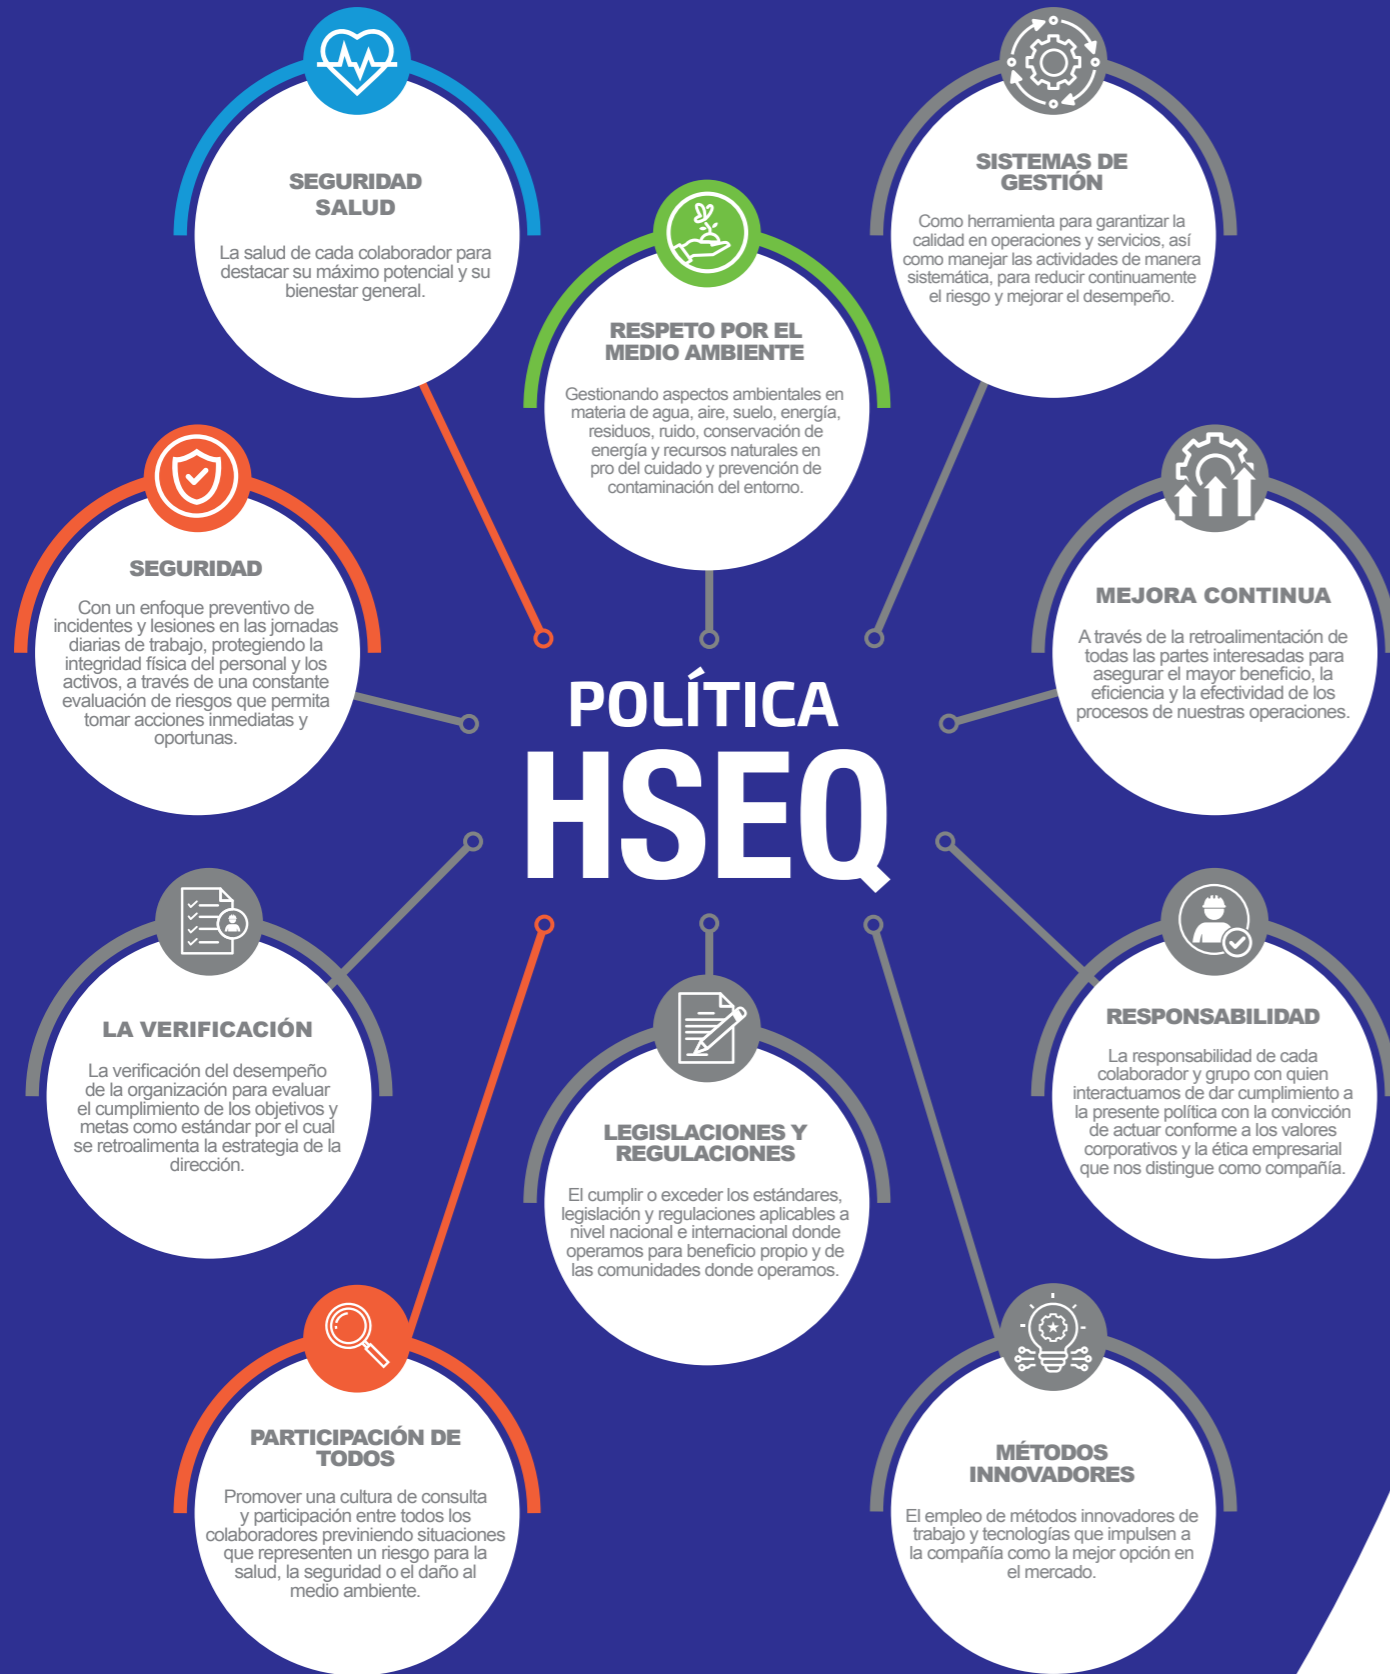 SEGURIDAD
SALUD
La salud de cada colaborador para
destacar su máximo potencial y su
bienestar general.
SISTEMAS DE
GESTIÓN
Como herramienta para garantizar la
calidad en operaciones y servicios, así
como manejar las actividades de manera
sistemática, para reducir continuamente
el riesgo y mejorar el desempeño.
RESPETO POR EL
MEDIO AMBIENTE
Gestionando aspectos ambientales en
materia de agua, aire, suelo, energía,
residuos, ruido, conservación de
energía y recursos naturales en
pro del cuidado y prevención de
contaminación del entorno.
SEGURIDAD
Con un enfoque preventivo de
incidentes y lesiones en las jornadas
diarias de trabajo, protegiendo la
integridad física del personal y los
activos, a través de una constante
evaluación de riesgos que permita
tomar acciones inmediatas y
oportunas.
MEJORA CONTINUA
A través de la retroalimentación de
todas las partes interesadas para
asegurar el mayor beneficio, la
eficiencia y la efectividad de los
procesos de nuestras operaciones.
POLÍTICA
HSEQ
LA VERIFICACIÓN
La verificación del desempeño
de la organización para evaluar
el cumplimiento de los objetivos y
metas como estándar por el cual
se retroalimenta la estrategia de la
dirección.
RESPONSABILIDAD
La responsabilidad de cada
colaborador y grupo con quien
interactuamos de dar cumplimiento a
la presente política con la convicción
de actuar conforme a los valores
corporativos y la ética empresarial
que nos distingue como compañía.
LEGISLACIONES Y
REGULACIONES
El cumplir o exceder los estándares,
legislación y regulaciones aplicables a
nivel nacional e internacional donde
operamos para beneficio propio y de
las comunidades donde operamos.
PARTICIPACIÓN DE
TODOS
Promover una cultura de consulta
y participación entre todos los
colaboradores previniendo situaciones
que representen un riesgo para la
salud, la seguridad o el daño al
medio ambiente.
MÉTODOS
INNOVADORES
El empleo de métodos innovadores de
trabajo y tecnologías que impulsen a
la compañía como la mejor opción en
el mercado.